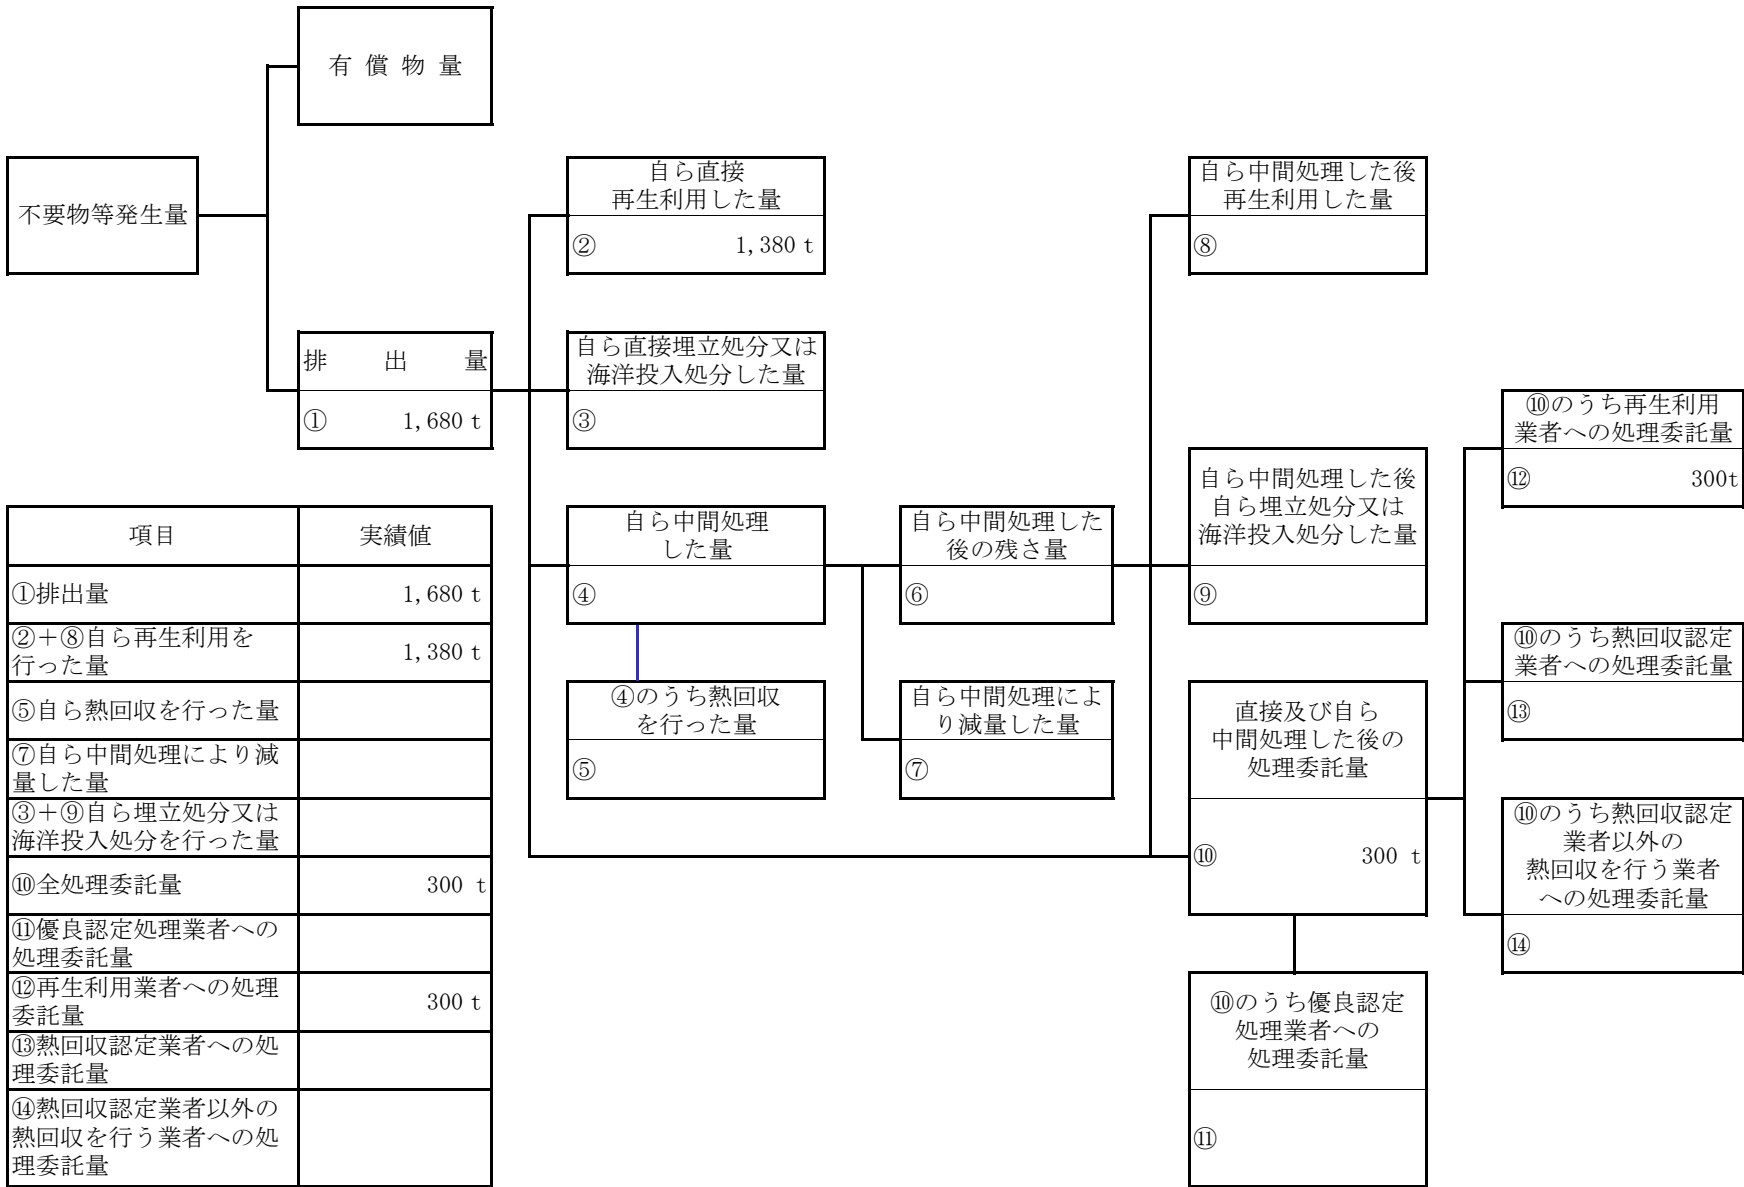 有 償 物 量
不要物等発生量
自ら直接
再生利用した量
② 1,380 t
自ら中間処理した後
再生利用した量
⑧
排 出 量
① 1,680 t
自ら直接埋立処分又は
海洋投入処分した量
③
⑩のうち再生利用
業者への処理委託量
⑫ 300t
自ら中間処理した後
自ら埋立処分又は
海洋投入処分した量
⑨
自ら中間処理
した量
④
自ら中間処理した
後の残さ量
⑥
⑩のうち熱回収認定
業者への処理委託量
⑬
④のうち熱回収
を行った量
⑤
自ら中間処理によ
り減量した量
⑦
直接及び自ら
中間処理した後の
処理委託量
⑩ 300 t
⑩のうち熱回収認定
業者以外の
熱回収を行う業者
への処理委託量
⑭
⑩のうち優良認定
処理業者への
処理委託量
⑪
項目 実績値
①排出量 1,680 t
②+⑧自ら再生利用を
行った量 1,380 t
⑤自ら熱回収を行った量
⑦自ら中間処理により減
量した量
③+⑨自ら埋立処分又は
海洋投入処分を行った量
⑩全処理委託量 300 t
⑪優良認定処理業者への
処理委託量
⑫再生利用業者への処理
委託量 300 t
⑬熱回収認定業者への処
理委託量
⑭熱回収認定業者以外の
熱回収を行う業者への処
理委託量